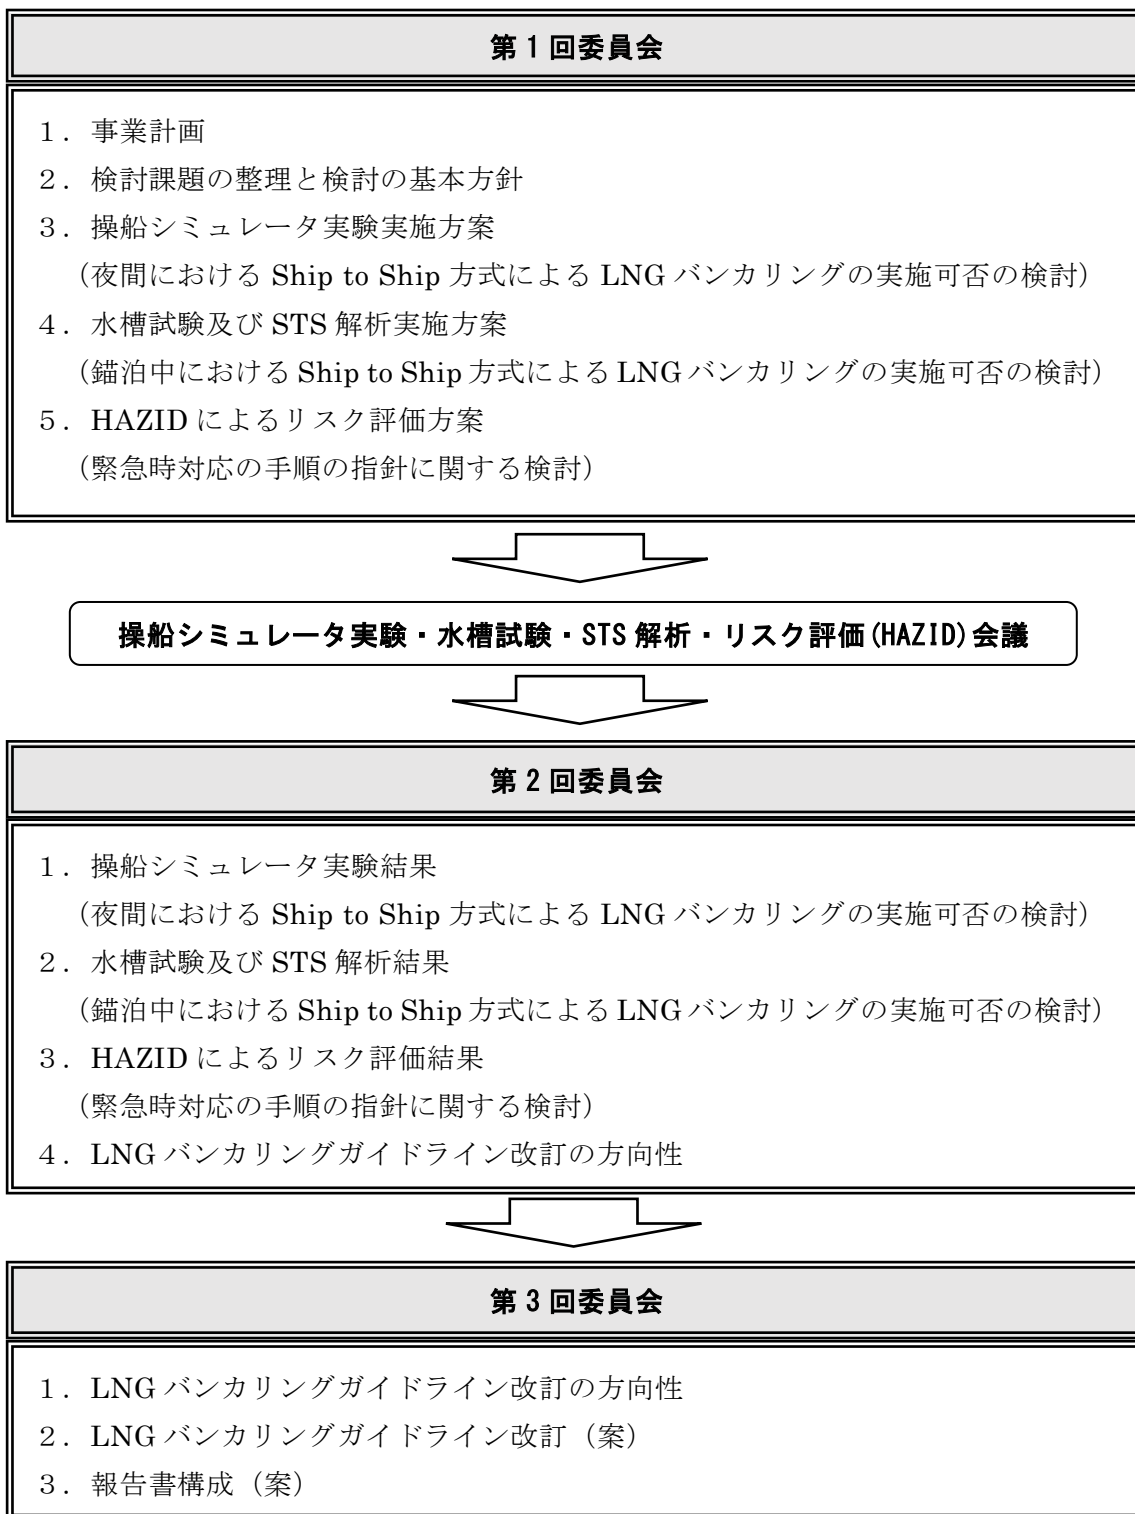 第1回委員会
１．事業計画
２．検討課題の整理と検討の基本方針
３．操船シミュレータ実験実施方案
（夜間における Ship to Ship 方式による LNG バンカリングの実施可否の検討）
４．水槽試験及び STS 解析実施方案
（錨泊中における Ship to Ship 方式による LNG バンカリングの実施可否の検討）
５．HAZID によるリスク評価方案
（緊急時対応の手順の指針に関する検討）
操船シミュレータ実験・水槽試験・STS 解析・リスク評価(HAZID)会議
第2回委員会
１．操船シミュレータ実験結果
（夜間における Ship to Ship 方式による LNG バンカリングの実施可否の検討）
２．水槽試験及び STS 解析結果
（錨泊中における Ship to Ship 方式による LNG バンカリングの実施可否の検討）
３．HAZID によるリスク評価結果
（緊急時対応の手順の指針に関する検討）
４．LNG バンカリングガイドライン改訂の方向性
第3回委員会
１．LNG バンカリングガイドライン改訂の方向性
２．LNG バンカリングガイドライン改訂（案）
３．報告書構成（案）